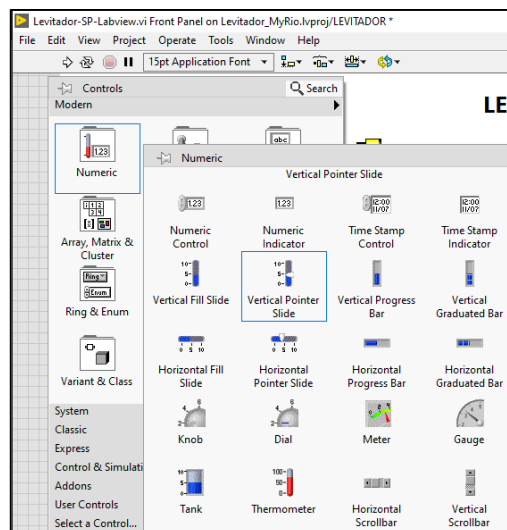 Levitador-SP-Labview.vi Front Panel on Levitador_MyRio.lvproj/LEVITADOR *
File Edit View Project Operate Tools Window Help
15pt Application Font
Controls Search
Modern
LE
Numeric
Numeric
Vertical Pointer Slide
Array, Matrix &
Cluster
Ring & Enum
Variant & Class
Numeric
Control
Numeric
Indicator
Time Stamp
Control
Time Stamp
Indicator
Vertical Fill Slide
Vertical Pointer
Slide
Vertical Progress
Bar
Vertical
Graduated Bar
Horizontal Fill
Slide
Horizontal
Pointer Slide
Horizontal
Progress Bar
Horizontal
Graduated Bar
Knob
Dial
Meter
Gauge
Tank
Thermometer
Horizontal
Scrollbar
Vertical
Scrollbar
System
Classic
Express
Control & Simulati
Addons
User Controls
Select a Control...